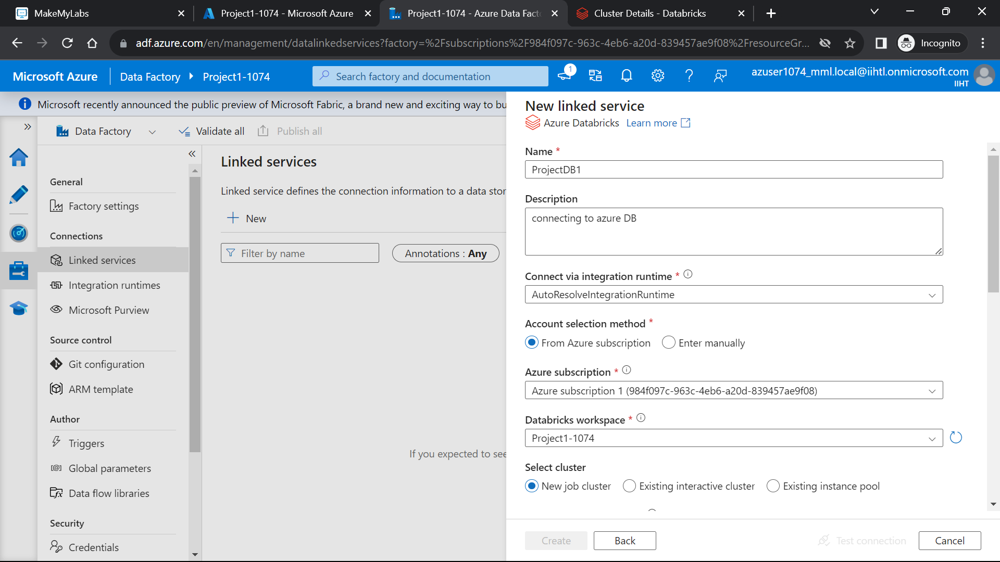 MakeMyLabs
Project1-1074 - Microsoft Azure
Project1-1074 - Azure Data Facto
Cluster Details - Databricks
adf.azure.com/en/management/datalinkedservices?factory=%2Fsubscriptions%2F984f097c-963c-4eb6-a20d-839457ae9f08%2FresourceGr...
Incognito
Microsoft Azure
Data Factory
Project1-1074
Search factory and documentation
1
azuser1074_mml.local@iihtl.onmicrosoft.com
IIHT
Microsoft recently announced the public preview of Microsoft Fabric, a brand new and exciting way to bu
Data Factory
Validate all
Publish all
General
Factory settings
Connections
Linked services
Integration runtimes
Microsoft Purview
Source control
Git configuration
ARM template
Author
Triggers
Global parameters
Data flow libraries
Security
Credentials
Linked services
Linked service defines the connection information to a data stor
New
Filter by name
Annotations : Any
If you expected to see
New linked service
Azure Databricks Learn more
Name *
ProjectDB1
Description
connecting to azure DB
Connect via integration runtime *
AutoResolveIntegrationRuntime
Account selection method *
From Azure subscription
Enter manually
Azure subscription *
Azure subscription 1 (984f097c-963c-4eb6-a20d-839457ae9f08)
Databricks workspace *
Project1-1074
Select cluster
New job cluster
Existing interactive cluster
Existing instance pool
Create
Back
Test connection
Cancel